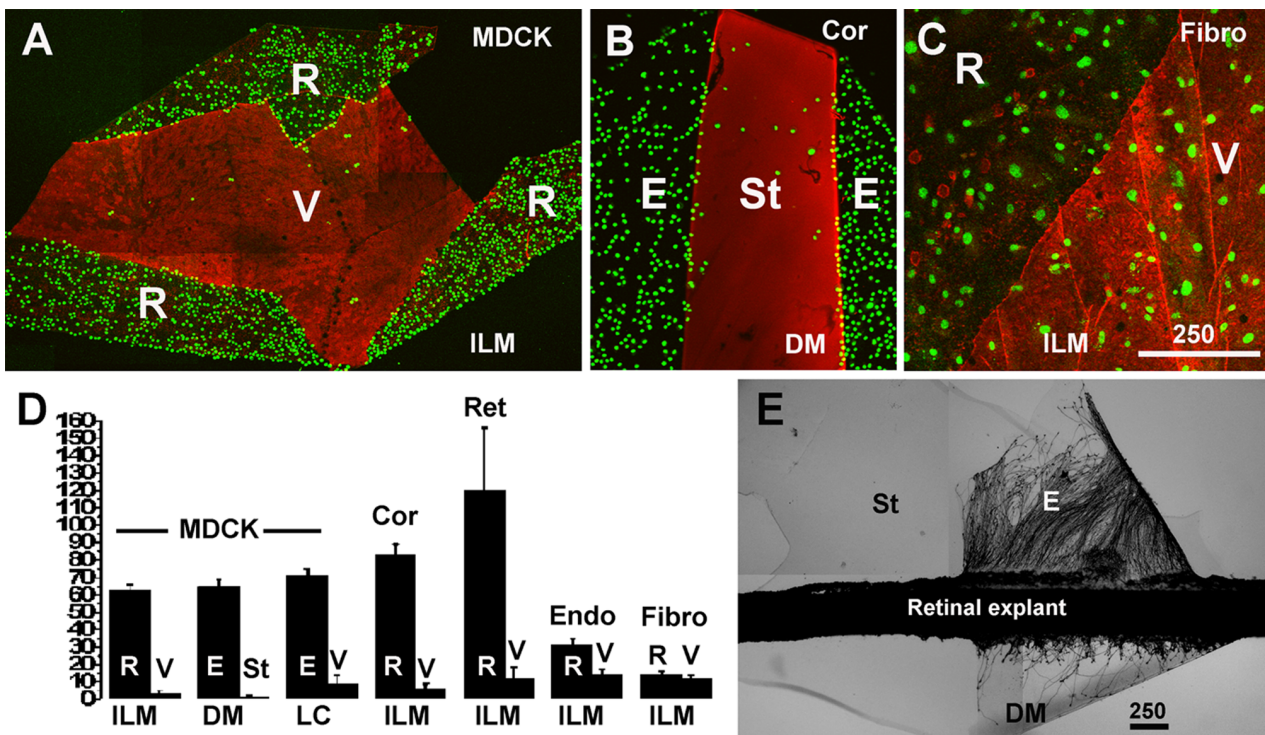 A
MDCK
R
V
R
R
ILM
B
Cor
E
St
E
DM
C
Fibro
R
V
ILM
250
D
160
150
140
130
120
110
100
90
80
70
60
50
40
30
20
10
0
MDCK
Cor
Ret
Endo
Fibro
R V
E St
E V
R V
R V
R V
R V
ILM DM LC ILM ILM ILM ILM
E
St
E
Retinal explant
DM
250